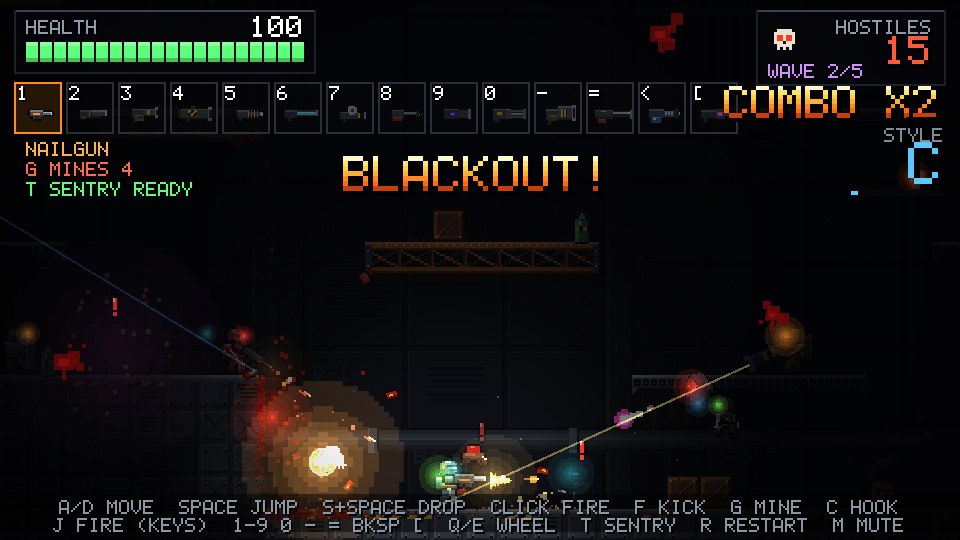 HEALTH 100
HOSTILES
15
WAVE 2/5
1 2 3 4 5 6 7 8 9 0 - = < [
COMBO X2
STYLE
C
NAILGUN
G MINES 4
T SENTRY READY
BLACKOUT!
!
!
!
A/D MOVE SPACE JUMP S+SPACE DROP CLICK FIRE F KICK G MINE C HOOK
J FIRE (KEYS) 1-9 0 - = BKSP [ Q/E WHEEL T SENTRY R RESTART M MUTE